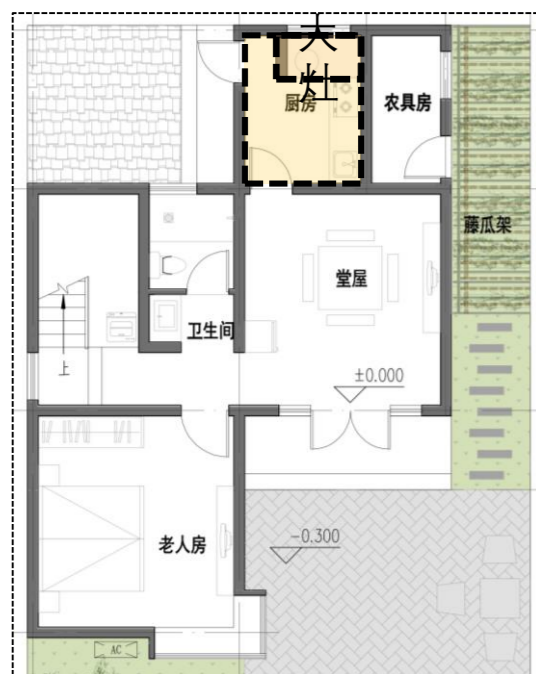 大
灶
厨房
农具房
藤瓜架
堂屋
卫生间
上
±0.000
老人房
-0.300
AC